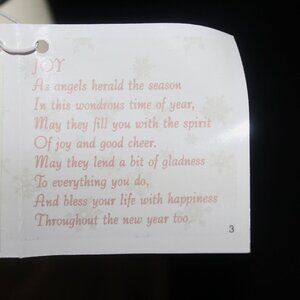 JOY
As angels herald the season
In this wondrous time of year,
May they fill you with the spirit
Of joy and good cheer.
May they lend a bit of gladness
To everything you do,
And bless your life with happiness
Throughout the new year too.
3